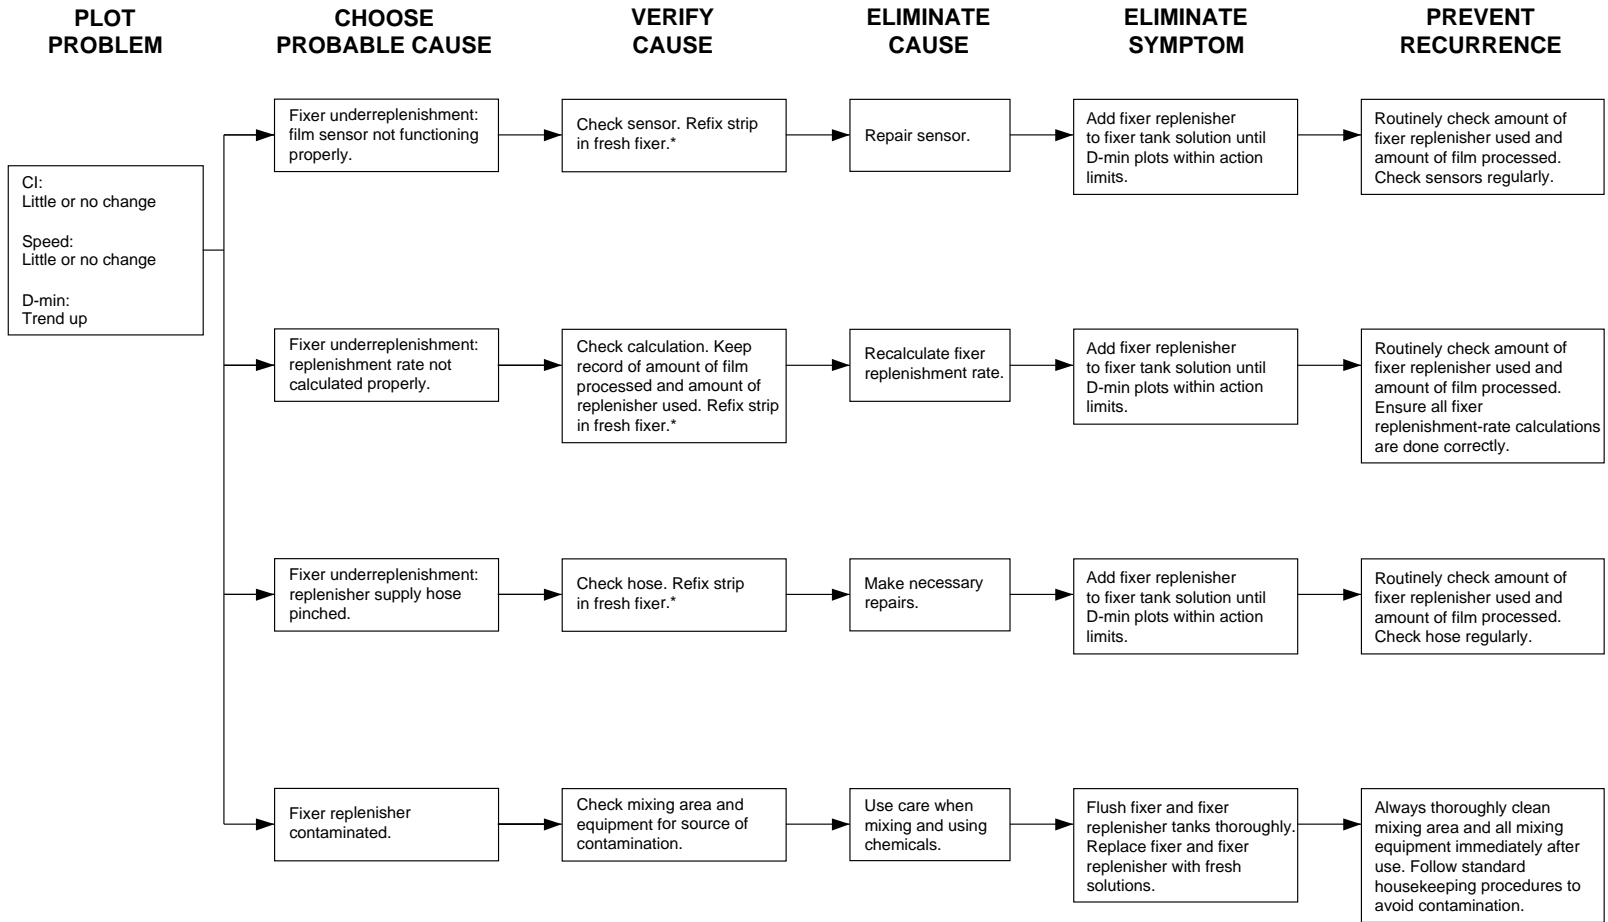 PLOT
PROBLEM
CHOOSE
PROBABLE CAUSE
VERIFY
CAUSE
ELIMINATE
CAUSE
ELIMINATE
SYMPTOM
PREVENT
RECURRENCE
CI:
Little or no change
Speed:
Little or no change
D-min:
Trend up
Fixer underreplenishment:
film sensor not functioning
properly.
Check sensor. Refix strip
in fresh fixer.*
Repair sensor.
Add fixer replenisher
to fixer tank solution until
D-min plots within action
limits.
Routinely check amount of
fixer replenisher used and
amount of film processed.
Check sensors regularly.
Fixer underreplenishment:
replenishment rate not
calculated properly.
Check calculation. Keep
record of amount of film
processed and amount of
replenisher used. Refix strip
in fresh fixer.*
Recalculate fixer
replenishment rate.
Add fixer replenisher
to fixer tank solution until
D-min plots within action
limits.
Routinely check amount of
fixer replenisher used and
amount of film processed.
Ensure all fixer
replenishment-rate calculations
are done correctly.
Fixer underreplenishment:
replenisher supply hose
pinched.
Check hose. Refix strip
in fresh fixer.*
Make necessary
repairs.
Add fixer replenisher
to fixer tank solution until
D-min plots within action
limits.
Routinely check amount of
fixer replenisher used and
amount of film processed.
Check hose regularly.
Fixer replenisher
contaminated.
Check mixing area and
equipment for source of
contamination.
Use care when
mixing and using
chemicals.
Flush fixer and fixer
replenisher tanks thoroughly.
Replace fixer and fixer
replenisher with fresh
solutions.
Always thoroughly clean
mixing area and all mixing
equipment immediately after
use. Follow standard
housekeeping procedures to
avoid contamination.